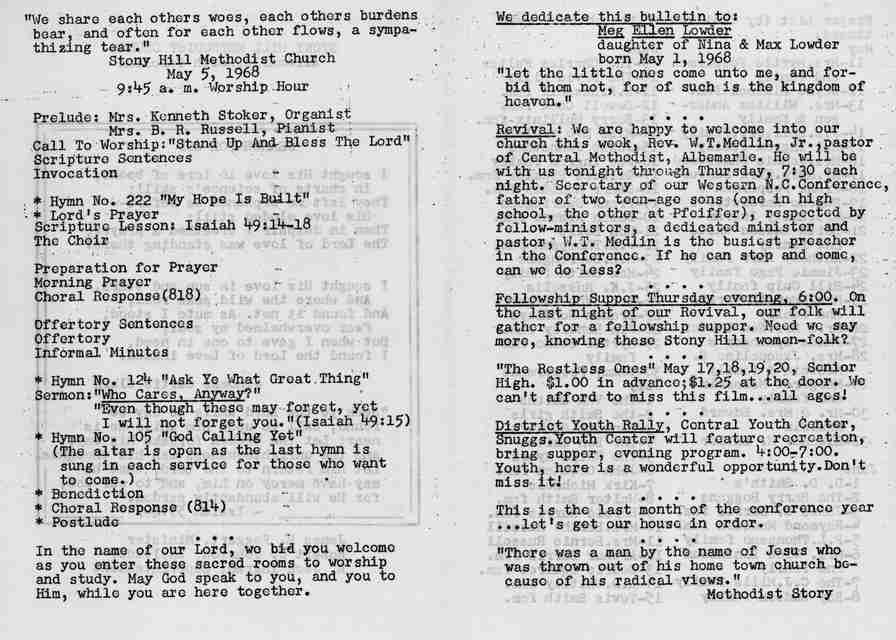 "We share each others woes, each others burdens
bear, and often for each other flows, a sympa-
thizing tear."
Stony Hill Methodist Church
May 5, 1968
9:45 a. m. Worship Hour
Prelude: Mrs. Kenneth Stoker, Organist
Mrs. B. R. Russell, Pianist
Call To Worship:"Stand Up And Bless The Lord"
Scripture Sentences
Invocation
* Hymn No. 222 "My Hope Is Built"
* Lord's Prayer
Scripture Lesson: Isaiah 49:14-18
The Choir
Preparation for Prayer
Morning Prayer
Choral Response(818)
Offertory Sentences
Offertory
Informal Minutes
* Hymn No. 124 "Ask Ye What Great Thing"
Sermon:"Who Cares, Anyway?"
"Even though these may forget, yet
I will not forget you."(Isaiah 49:15)
* Hymn No. 105 "God Calling Yet"
(The altar is open as the last hymn is
sung in each service for those who want
to come.)
* Benediction
* Choral Response (814)
* Postlude
. . . .
In the name of our Lord, we bid you welcome
as you enter these sacred rooms to worship
and study. May God speak to you, and you to
Him, while you are here together.
We dedicate this bulletin to:
Meg Ellen Lowder
daughter of Nina & Max Lowder
born May 1, 1968
"let the little ones come unto me, and for-
bid them not, for of such is the kingdom of
heaven."
. . . .
Revival: We are happy to welcome into our
church this week, Rev. W.T.Medlin, Jr.,pastor
of Central Methodist, Albemarle. He will be
with us tonight through Thursday, 7:30 each
night. Secretary of our Western N.C.Conference,
father of two teen-age sons (one in high
school, the other at Pfeiffer), respected by
fellow-ministers, a dedicated minister and
pastor, W.T. Medlin is the busiest preacher
in the Conference. If he can stop and come,
can we do less?
. . . .
Fellowship Supper Thursday evening, 6:00. On
the last night of our Revival, our folk will
gather for a fellowship supper. Need we say
more, knowing these Stony Hill women-folk?
. . . .
"The Restless Ones" May 17,18,19,20, Senior
High. $1.00 in advance;$1.25 at the door. We
can't afford to miss this film...all ages!
. . . .
District Youth Rally, Central Youth Center,
Snuggs.Youth Center will feature recreation,
bring supper, evening program. 4:00-7:00.
Youth, here is a wonderful opportunity.Don't
miss it!
. . . .
This is the last month of the conference year
...let's get our house in order.
. . . .
"There was a man by the name of Jesus who
was thrown out of his home town church be-
cause of his radical views."
Methodist Story